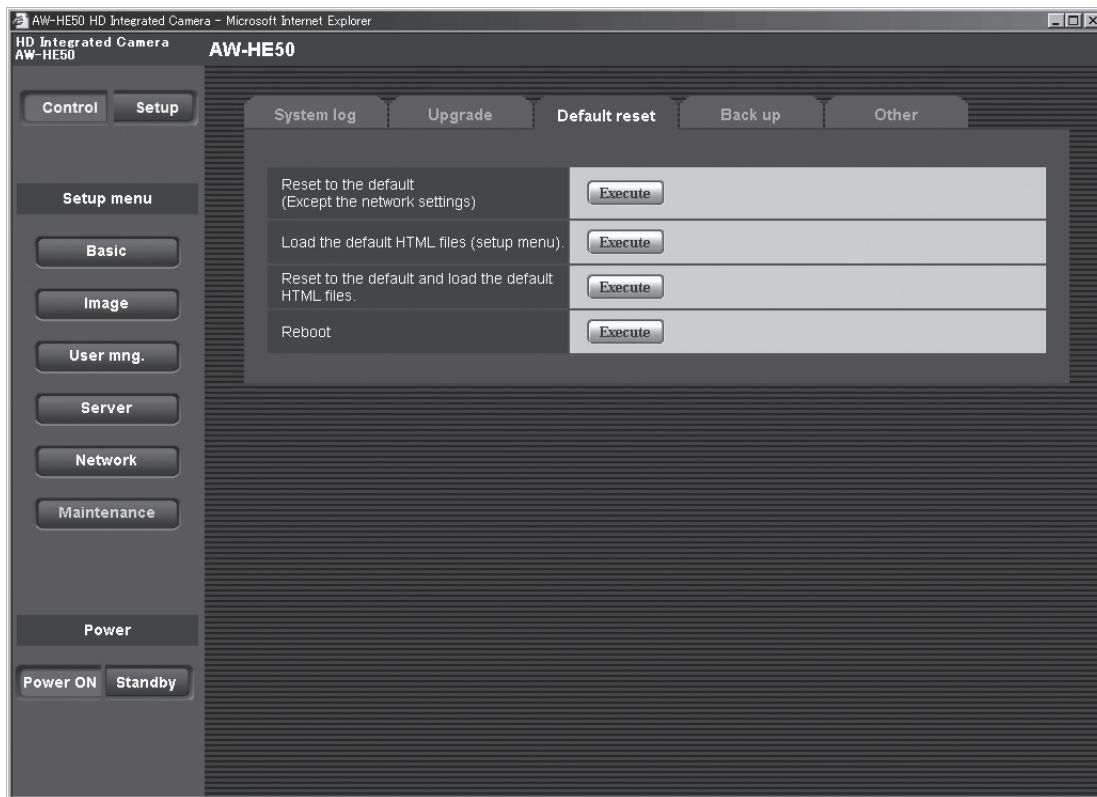 AW-HE50 HD Integrated Camera - Microsoft Internet Explorer
HD Integrated Camera
AW-HE50
AW-HE50
Control Setup
System log Upgrade Default reset Back up Other
Setup menu
Basic
Image
User mng.
Server
Network
Maintenance
Power
Power ON Standby
Reset to the default
(Except the network settings)
Execute
Load the default HTML files (setup menu).
Execute
Reset to the default and load the default
HTML files.
Execute
Reboot
Execute